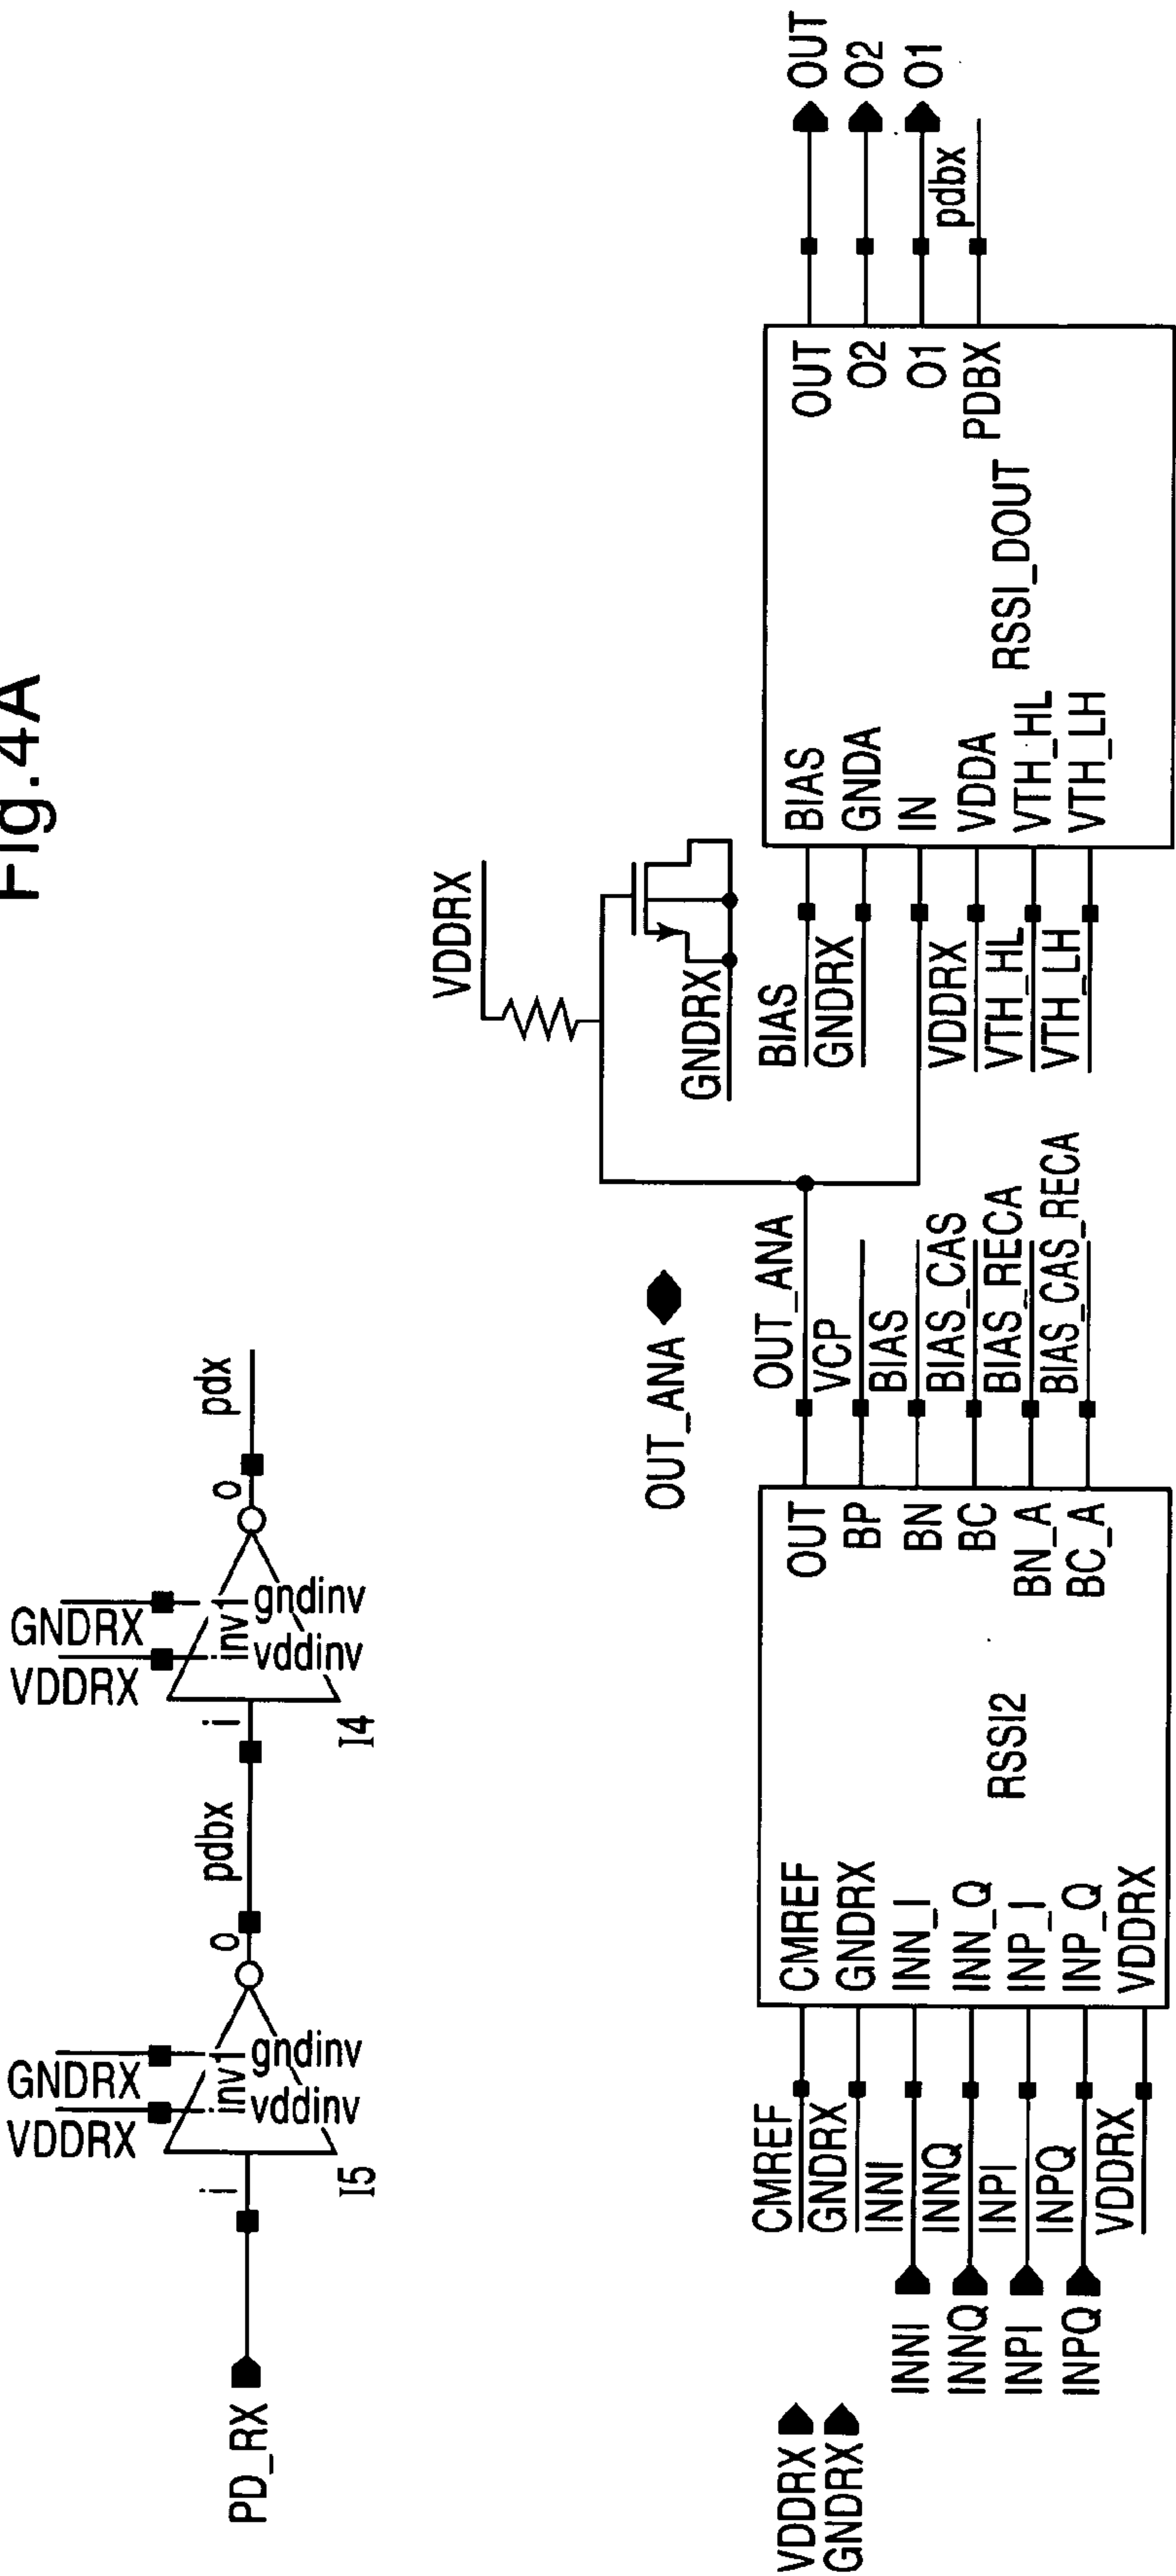 Fig.4A
PD_RX
i
VDDRX
GNDRX
inv1
vddinv
gndinv
I5
o
pdbx
i
VDDRX
GNDRX
inv1
vddinv
gndinv
I4
o
pdx
VDDRX
GNDRX
OUT_ANA
VDDRX
GNDRX
INNI
INNQ
INPI
INPQ
CMREF
GNDRX
INNI
INNQ
INPI
INPQ
VDDRX
CMREF
GNDRX
INN_I
INN_Q
INP_I
INP_Q
VDDRX
RSSI2
OUT
BP
BN
BC
BN_A
BC_A
OUT_ANA
VCP
BIAS
BIAS_CAS
BIAS_RECA
BIAS_CAS_RECA
BIAS
GNDRX
VDDRX
VTH_HL
VTH_LH
BIAS
GNDA
IN
VDDA
VTH_HL
VTH_LH
RSSI_DOUT
OUT
O2
O1
PDBX
pdbx
OUT
O2
O1